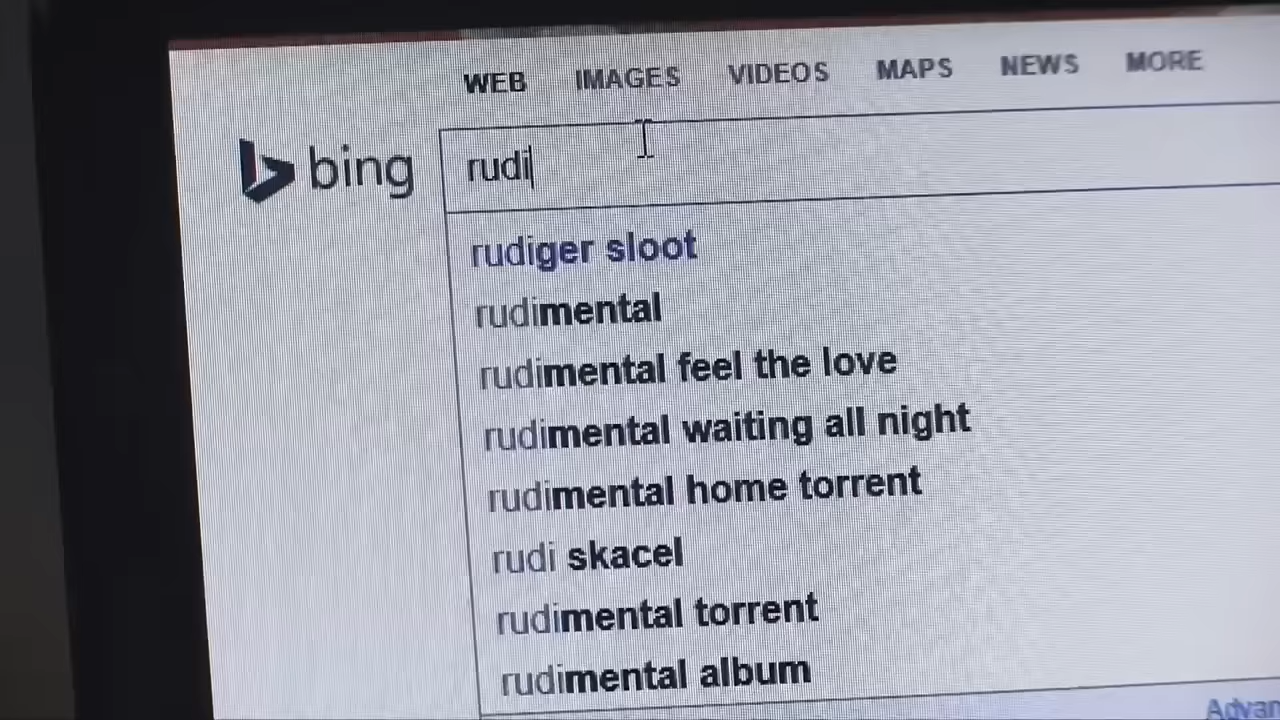 WEB IMAGES VIDEOS MAPS NEWS MORE
bing
rudi
rudiger sloot
rudimental
rudimental feel the love
rudimental waiting all night
rudimental home torrent
rudi skacel
rudimental torrent
rudimental album